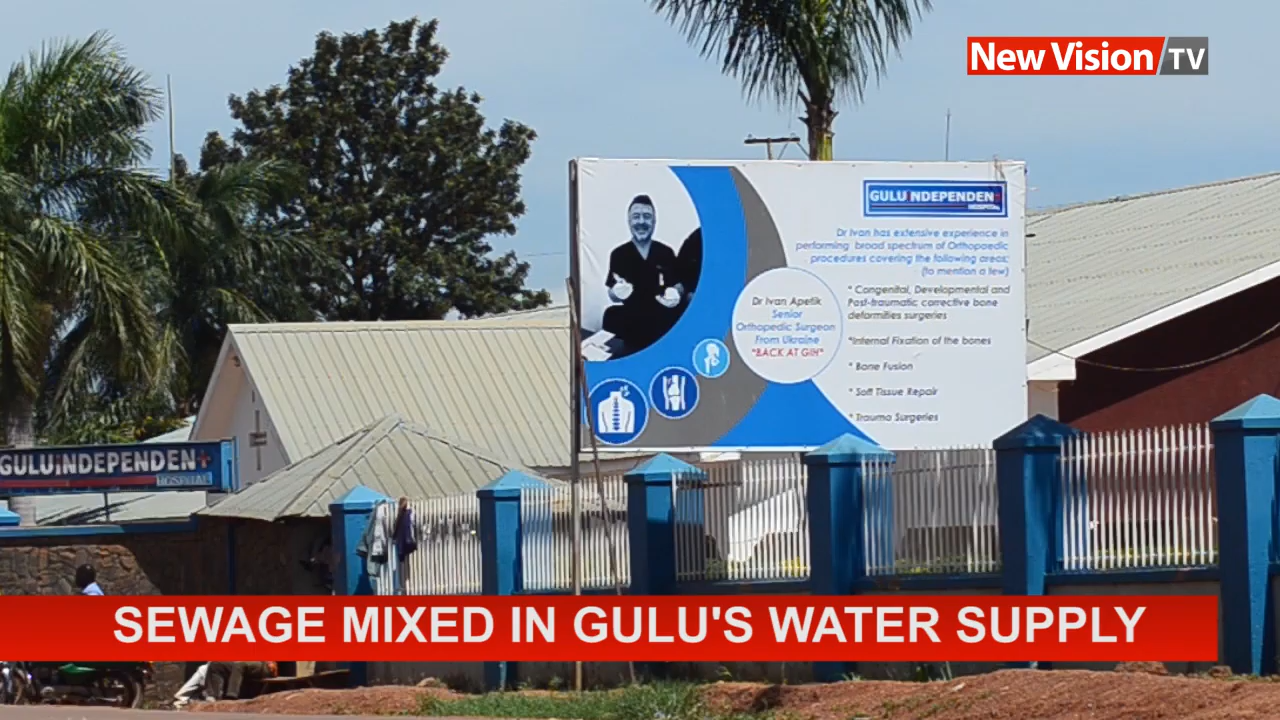 New Vision TV
GULU INDEPENDENT
HOSPITAL
Dr Ivan has extensive experience in
performing broad spectrum of Orthopaedic
procedures covering the following areas;
(to mention a few)
* Congenital, Developmental and
Post-traumatic corrective bone
deformities surgeries
*Internal Fixation of the bones
* Bone Fusion
* Soft Tissue Repair
* Trauma Surgeries
Dr Ivan Apetik
Senior
Orthopedic Surgeon
From Ukraine
"BACK AT GIH"
GULU INDEPENDENT
HOSPITAL
SEWAGE MIXED IN GULU'S WATER SUPPLY